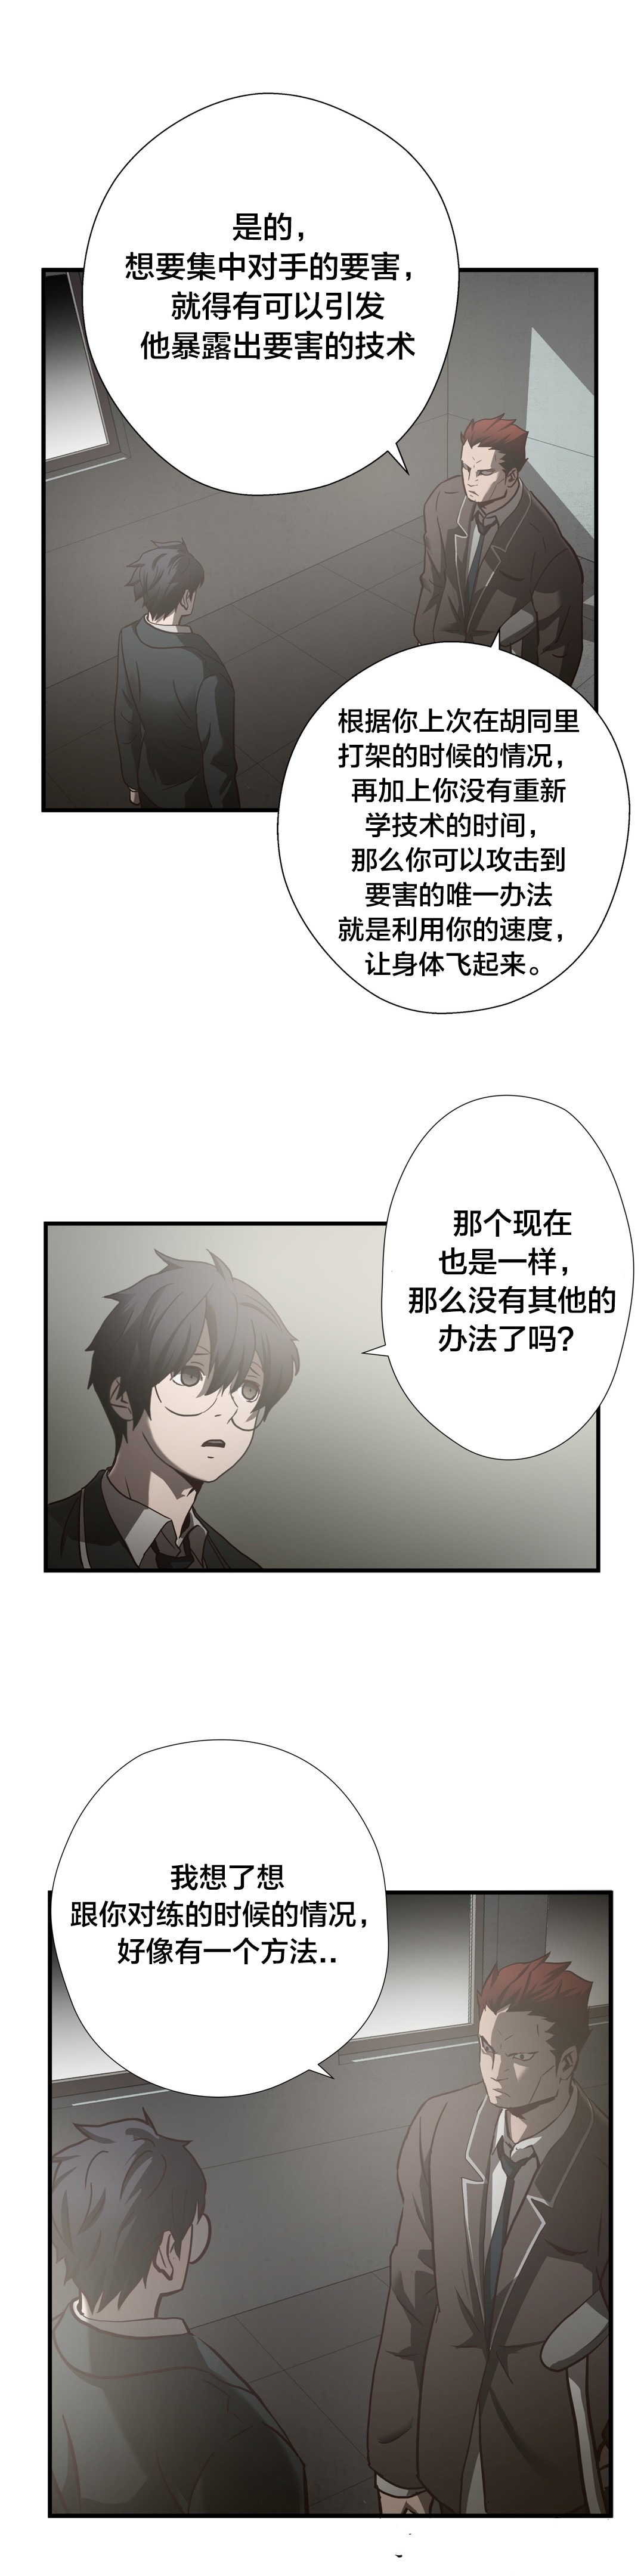 是的，
想要集中对手的要害，
就得有可以引发
他暴露出要害的技术
根据你上次在胡同里
打架的时候的情况，
再加上你没有重新
学技术的时间，
那么你可以攻击到
要害的唯一办法
就是利用你的速度，
让身体飞起来。
那个现在
也是一样，
那么没有其他的
办法了吗？
我想了想
跟你对练的时候的情况，
好像有一个方法..